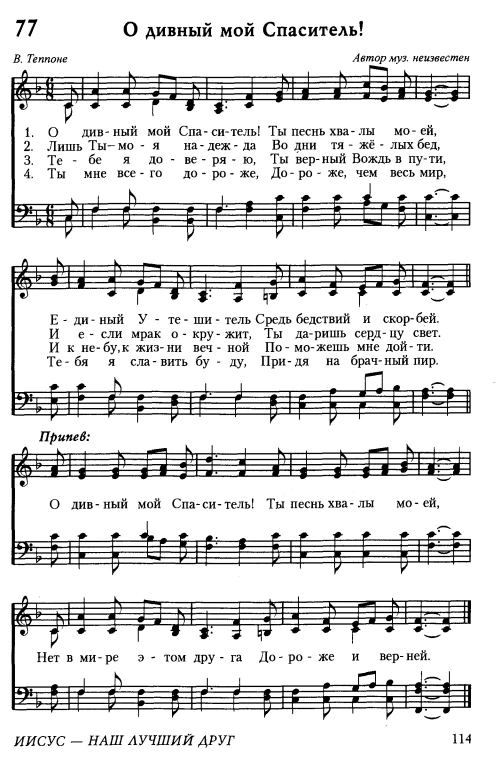 77
О дивный мой Спаситель!
В. Теппоне
Автор муз. неизвестен
1. О див-ный мой Спа-си-тель! Ты песнь хва-лы мо-ей,
2. Лишь Ты-мо-я на-деж-да Во дни тя-жё-лых бед,
3. Те-бе я до-ве-ря-ю, Ты вер-ный Вождь в пу-ти,
4. Ты мне все-го до-ро-же, До-ро-же, чем весь мир,
Е-ди-ный У-те-ши-тель Средь бедствий и скор-бей.
И е-сли мрак о-кру-жит, Ты да-ришь серд-цу свет.
И к не-бу, к жиз-ни веч-ной По-мо-жешь мне дой-ти.
Те-бя я сла-вить бу-ду, При-дя на брач-ный пир.
Припев:
О див-ный мой Спа-си-тель! Ты песнь хва-лы мо-ей,
Нет в ми-ре э-том дру-га До-ро-же и вер-ней.
ИИСУС — НАШ ЛУЧШИЙ ДРУГ
114